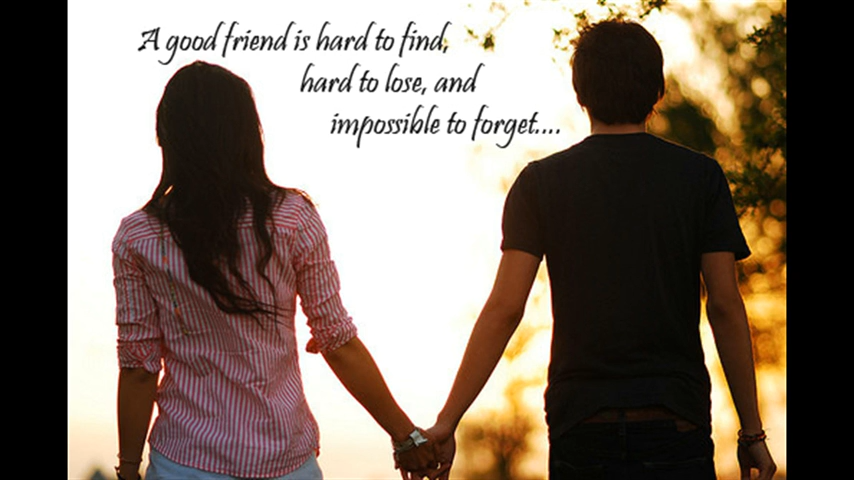 A good friend is hard to find,
hard to lose, and
impossible to forget....